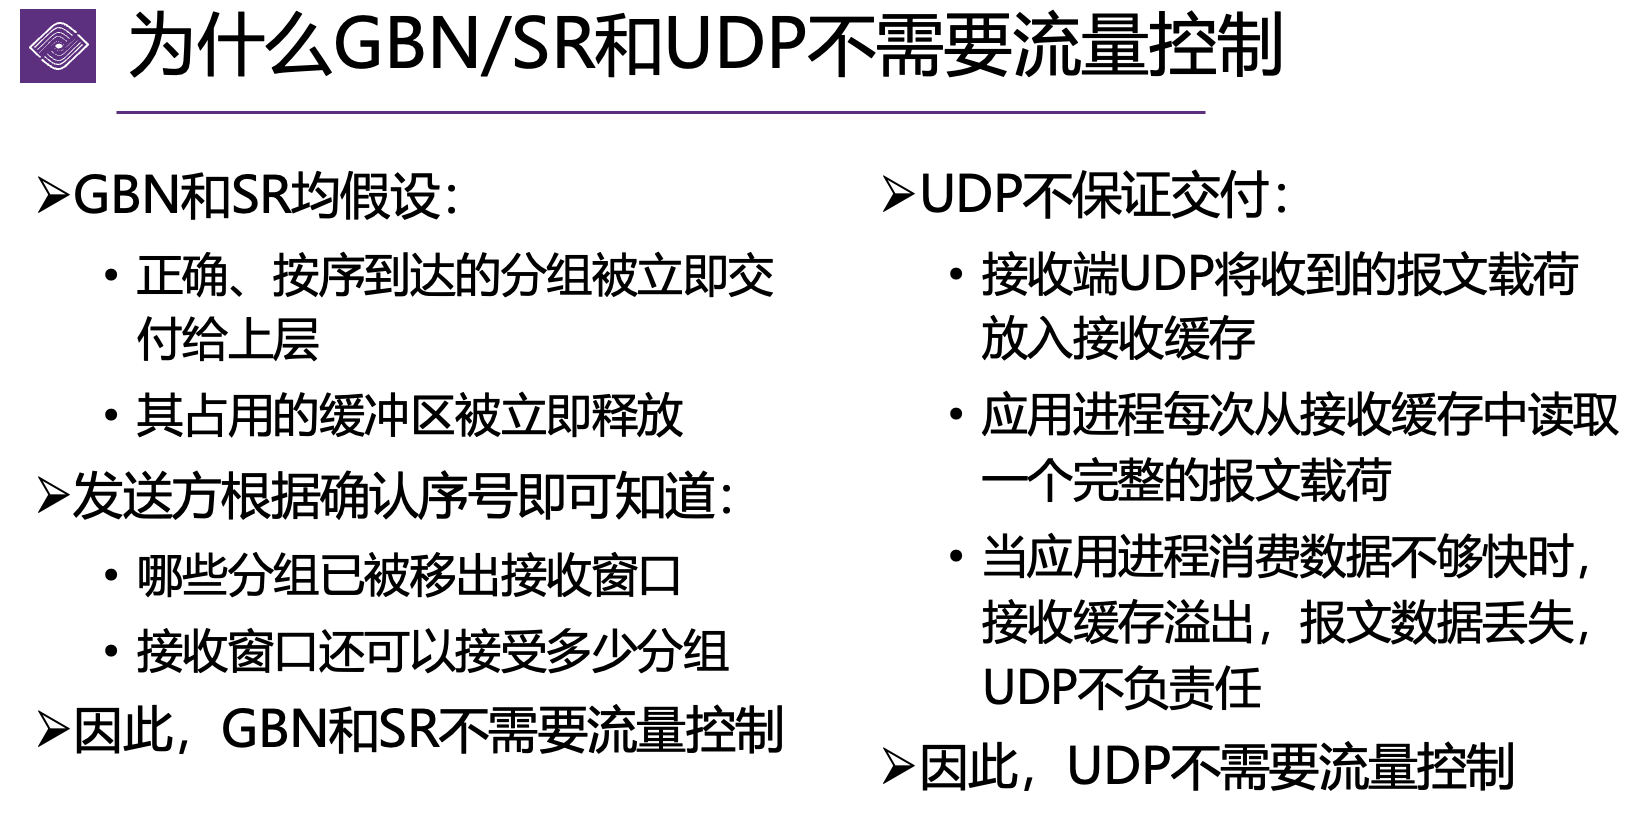 为什么GBN/SR和UDP不需要流量控制
➢GBN和SR均假设：
• 正确、按序到达的分组被立即交
付给上层
• 其占用的缓冲区被立即释放
➢发送方根据确认序号即可知道：
• 哪些分组已被移出接收窗口
• 接收窗口还可以接受多少分组
➢因此，GBN和SR不需要流量控制
➢UDP不保证交付：
• 接收端UDP将收到的报文载荷
放入接收缓存
• 应用进程每次从接收缓存中读取
一个完整的报文载荷
• 当应用进程消费数据不够快时，
接收缓存溢出，报文数据丢失，
UDP不负责任
➢因此，UDP不需要流量控制